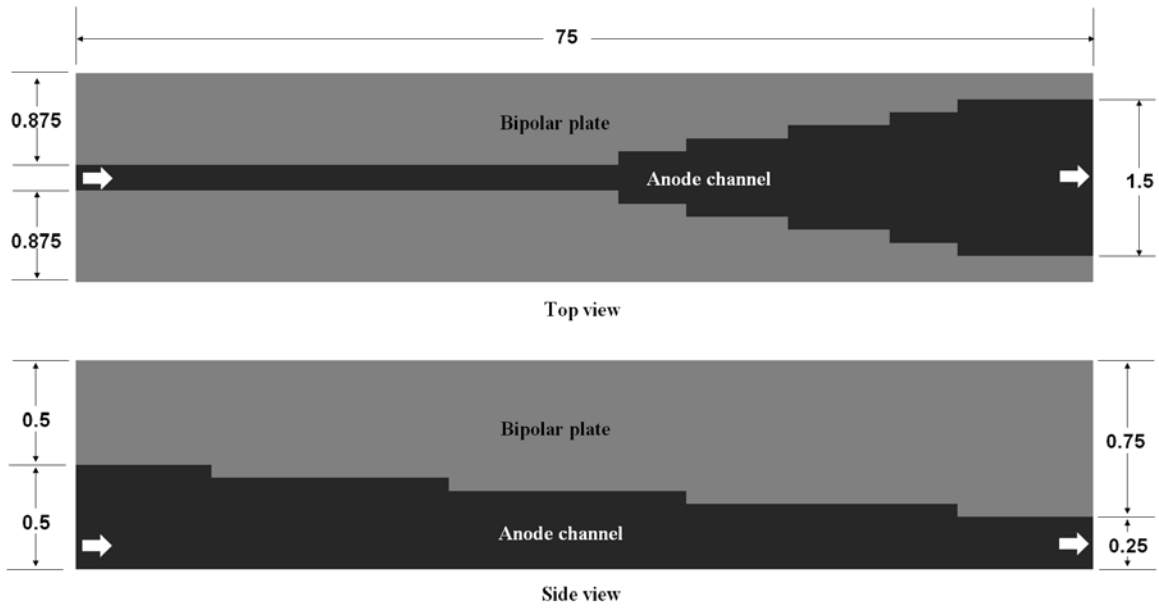 75
0.875
Bipolar plate
Anode channel
1.5
0.875
Top view
0.5
Bipolar plate
0.75
0.5
Anode channel
0.25
Side view